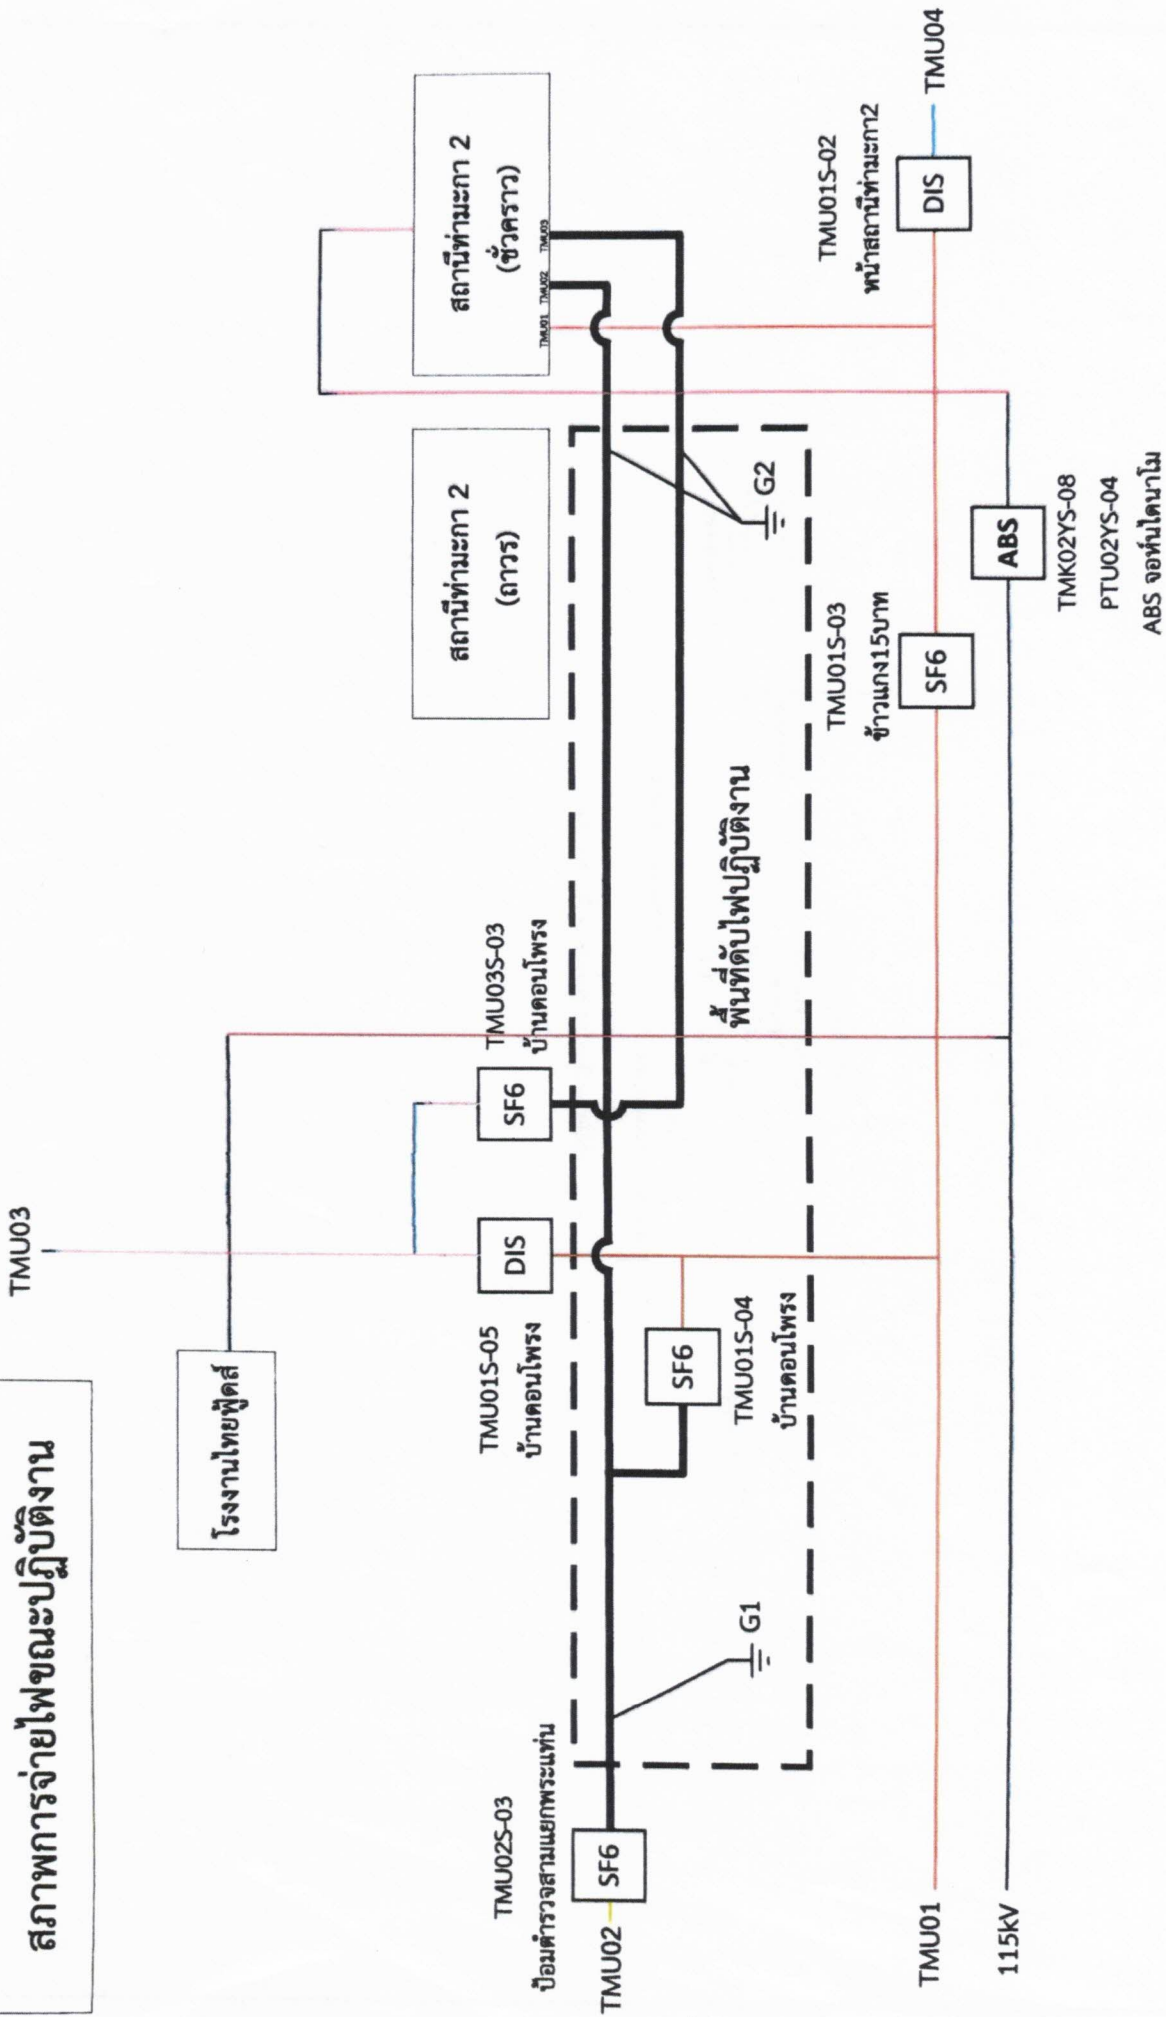 สภาพการจ่ายไฟขณะปฏิบัติงาน
TMU03
โรงงานไทยฟู้ดส์
สถานีท่ามะกา 2
(ถาวร)
สถานีท่ามะกา 2
(ชั่วคราว)
TMU01 TMU02 TMU03
TMU02S-03
ป้อมตำรวจสามแยกพระแท่น
SF6
TMU02
TMU01S-05
บ้านดอนโพรง
DIS
TMU03S-03
บ้านดอนโพรง
SF6
SF6
TMU01S-04
บ้านดอนโพรง
G1
G2
พื้นที่ดับไฟปฏิบัติงาน
TMU01S-03
ข้าวแกง15บาท
SF6
TMU01S-02
หน้าสถานีท่ามะกา2
DIS
TMU04
TMU01
115kV
ABS
TMK02YS-08
PTU02YS-04
ABS จอห์นไดนาโม